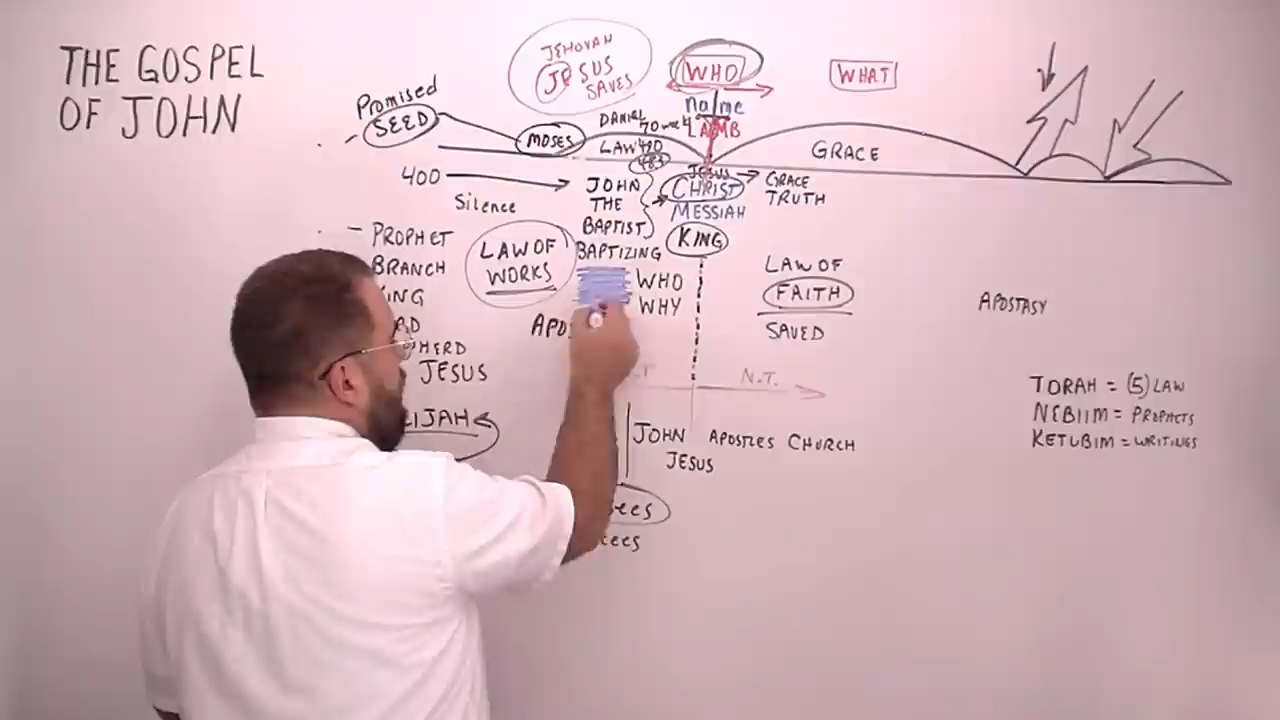 THE GOSPEL
OF JOHN
Promised
SEED
MOSES
JEHOVAH
JESUS
SAVES
DANIEL
LAW
483
WHO
name
LAMB
WHAT
GRACE
400
Silence
JOHN
THE
BAPTIST
BAPTIZING
WHO
WHY
JESUS
CHRIST
MESSIAH
KING
GRACE
TRUTH
PROPHET
BRANCH
JESUS
LAW OF
WORKS
LAW OF
FAITH
SAVED
APOSTASY
N.T.
JOHN APOSTLES CHURCH
JESUS
TORAH = (5) LAW
NEBIIM = PROPHETS
KETUBIM = WRITINGS